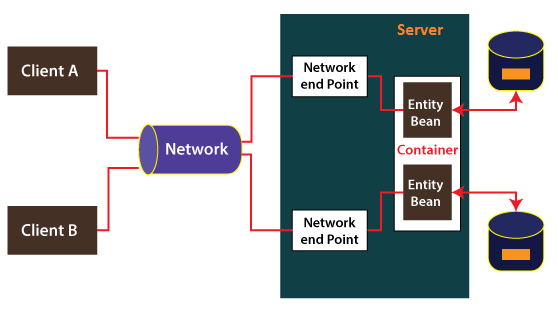 Server
Client A
Network
end Point
Entity
Bean
Network
Container
Entity
Bean
Client B
Network
end Point